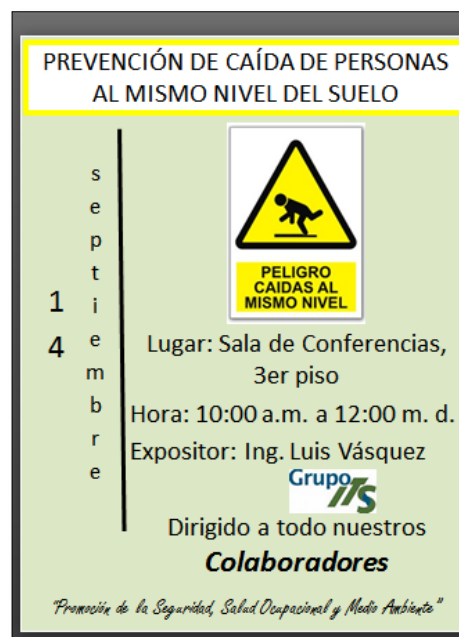 PREVENCIÓN DE CAÍDA DE PERSONAS
AL MISMO NIVEL DEL SUELO
14
septiembre
PELIGRO
CAIDAS AL
MISMO NIVEL
Lugar: Sala de Conferencias,
3er piso
Hora: 10:00 a.m. a 12:00 m. d.
Expositor: Ing. Luis Vásquez
Grupo ITS
Dirigido a todo nuestros
Colaboradores
"Promoción de la Seguridad, Salud Ocupacional y Medio Ambiente"